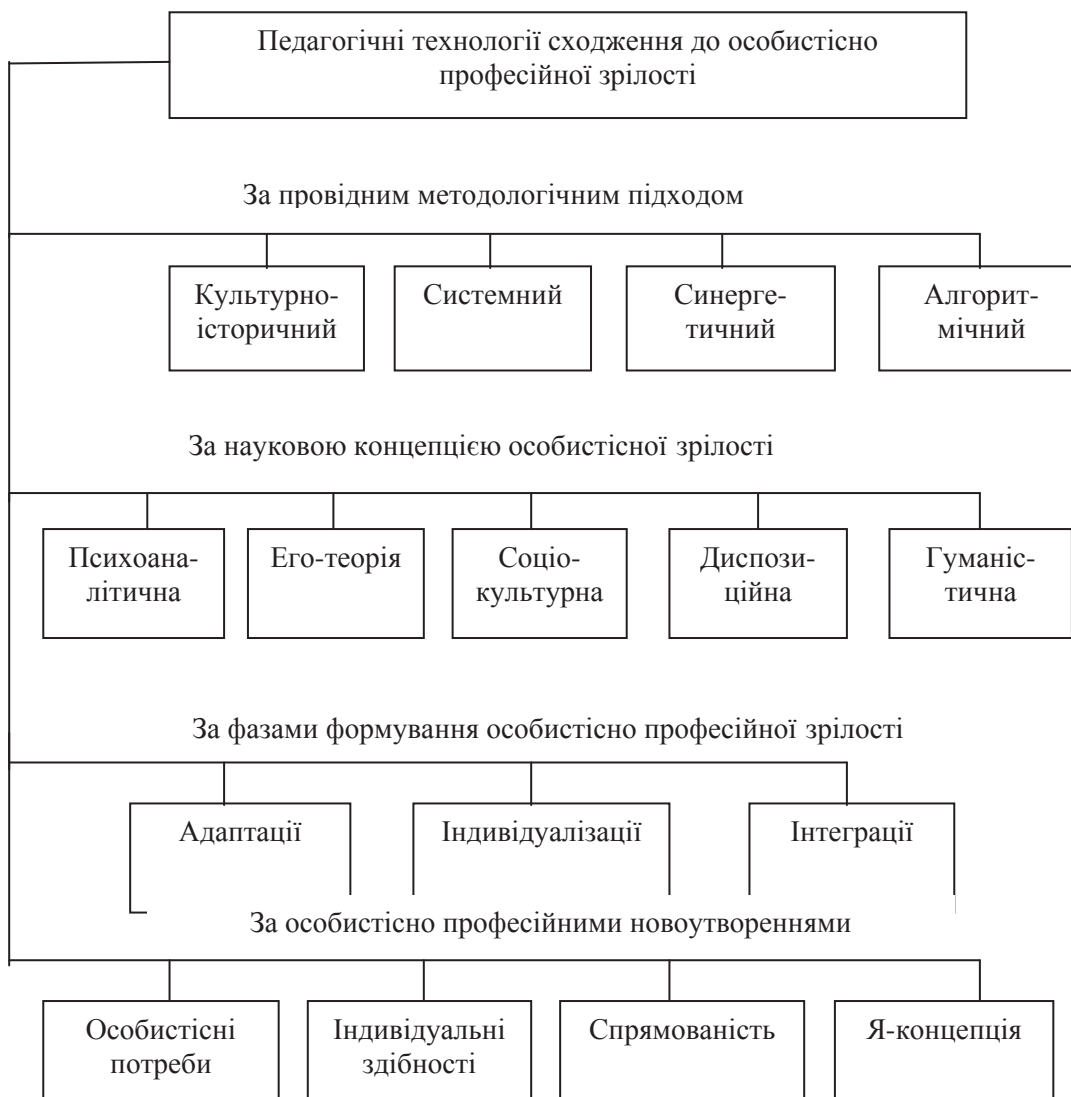 Педагогічні технології сходження до особистісно
професійної зрілості
За провідним методологічним підходом
Культурно-
історичний
Системний
Синерге-
тичний
Алгорит-
мічний
За науковою концепцією особистісної зрілості
Психоана-
літична
Его-теорія
Соціо-
культурна
Диспози-
ційна
Гуманіс-
тична
За фазами формування особистісно професійної зрілості
Адаптації
Індивідуалізації
Інтеграції
За особистісно професійними новоутвореннями
Особистісні
потреби
Індивідуальні
здібності
Спрямованість
Я-концепція